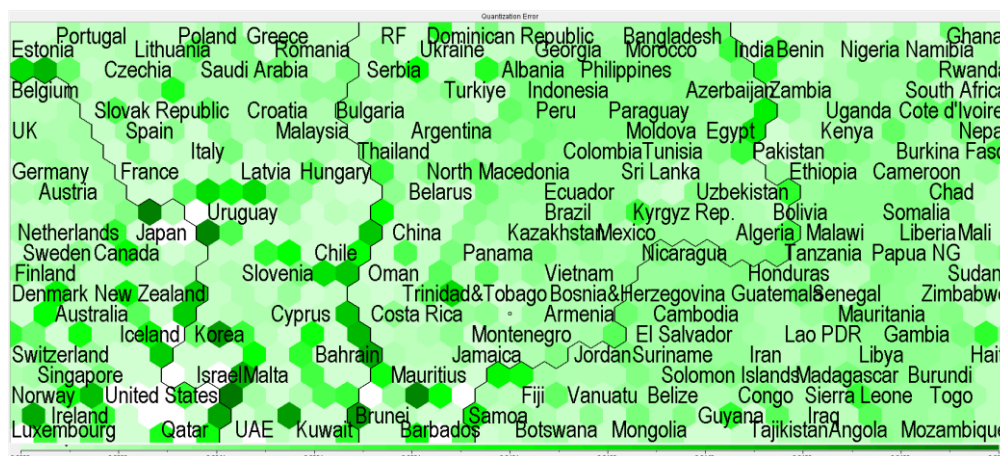 Quantization Error
Portugal Poland Greece RF Dominican Republic Bangladesh Ghana
Estonia Lithuania Romania Ukraine Georgia Morocco India Benin Nigeria Namibia
Czechia Saudi Arabia Serbia Albania Philippines Rwanda
Belgium Turkiye Indonesia Azerbaijan Zambia South Africa
Slovak Republic Croatia Bulgaria Peru Paraguay Uganda Cote d'Ivoire
UK Spain Malaysia Argentina Moldova Egypt Kenya Nepal
Italy Thailand Colombia Tunisia Pakistan Burkina Faso
Germany France Latvia Hungary North Macedonia Sri Lanka Ethiopia Cameroon
Austria Belarus Ecuador Uzbekistan Chad
Uruguay Brazil Kyrgyz Rep. Bolivia Somalia
Netherlands Japan China Kazakhstan Mexico Algeria Malawi Liberia Mali
Sweden Canada Chile Panama Nicaragua Tanzania Papua NG
Finland Slovenia Oman Vietnam Honduras Sudan
Denmark New Zealand Trinidad&Tobago Bosnia&Herzegovina Guatemala Senegal Zimbabwe
Australia Cyprus Costa Rica Armenia Cambodia Mauritania
Iceland Korea Montenegro El Salvador Lao PDR Gambia
Switzerland Bahrain Jamaica Jordan Suriname Iran Libya Hait
Singapore Israel Malta Mauritius Solomon Islands Madagascar Burundi
Norway United States Fiji Vanuatu Belize Congo Sierra Leone Togo
Ireland Brunei Samoa Guyana Iraq
Luxembourg Qatar UAE Kuwait Barbados Botswana Mongolia Tajikistan Angola Mozambique